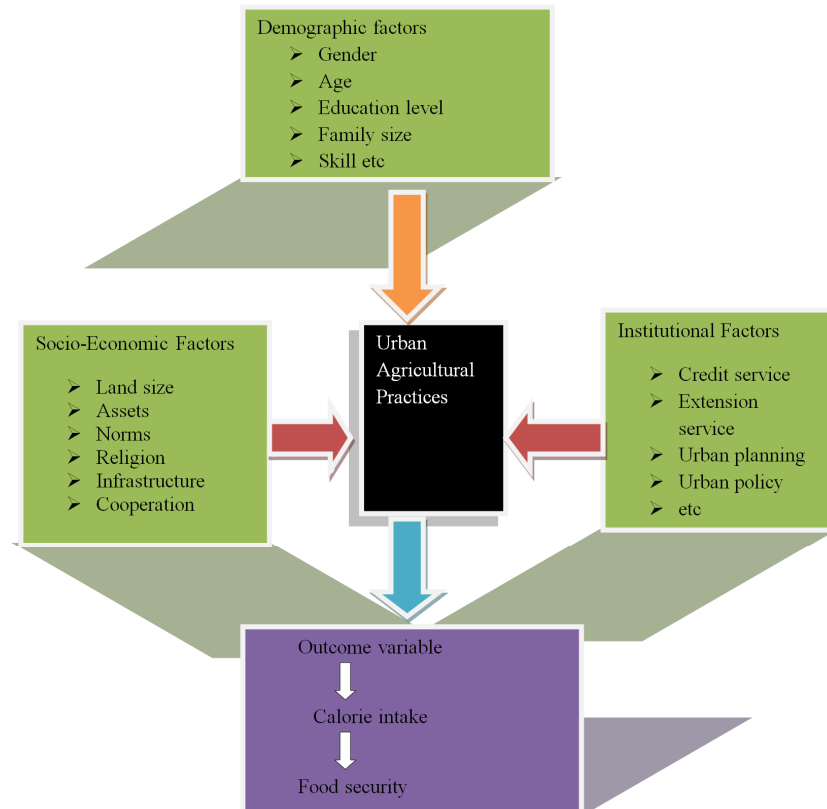 Demographic factors
➢ Gender
➢ Age
➢ Education level
➢ Family size
➢ Skill etc
Socio-Economic Factors
➢ Land size
➢ Assets
➢ Norms
➢ Religion
➢ Infrastructure
➢ Cooperation
Urban
Agricultural
Practices
Institutional Factors
➢ Credit service
➢ Extension
service
➢ Urban planning
➢ Urban policy
➢ etc
Outcome variable
Calorie intake
Food security